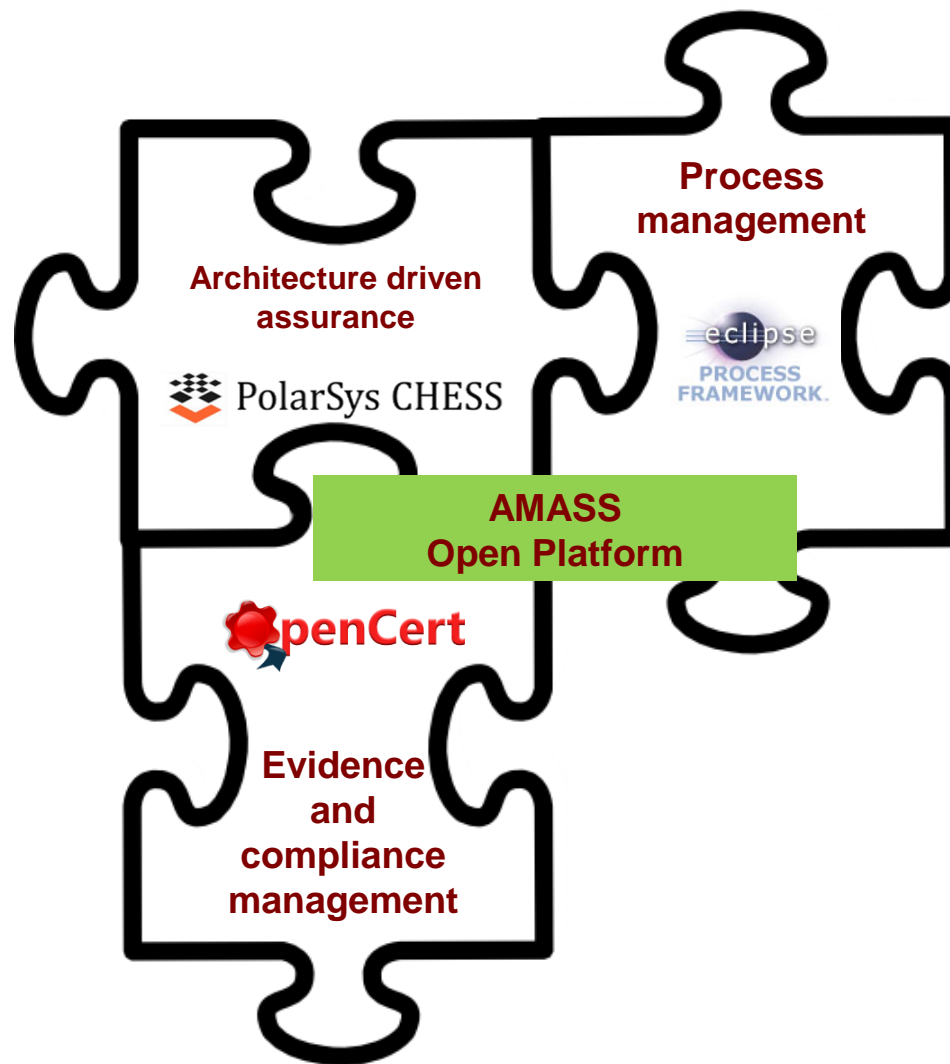 Process
management
Architecture driven
assurance
eclipse
PROCESS
FRAMEWORK.
PolarSys CHESS
AMASS
Open Platform
OpenCert
Evidence
and
compliance
management